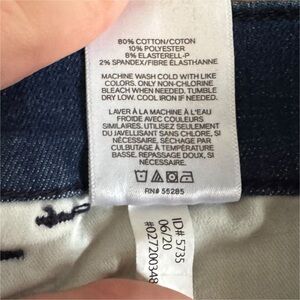 80% COTTON/COTON
10% POLYESTER
8% ELASTERELL-P
2% SPANDEX/FIBRE ÉLASTHANNE
MACHINE WASH COLD WITH LIKE
COLORS. ONLY NON-CHLORINE
BLEACH WHEN NEEDED. TUMBLE
DRY LOW. COOL IRON IF NEEDED.
LAVER À LA MACHINE À L'EAU
FROIDE AVEC COULEURS
SIMILAIRES, UTILISEZ SEULEMENT
DU JAVELLISANT SANS CHLORE, SI
NÉCESSAIRE, SÉCHAGE PAR
CULBUTAGE À TEMPÉRATURE
BASSE, REPASSAGE DOUX, SI
NÉCESSAIRE.
RN# 55285
ID# 5735
06/20
#027200348